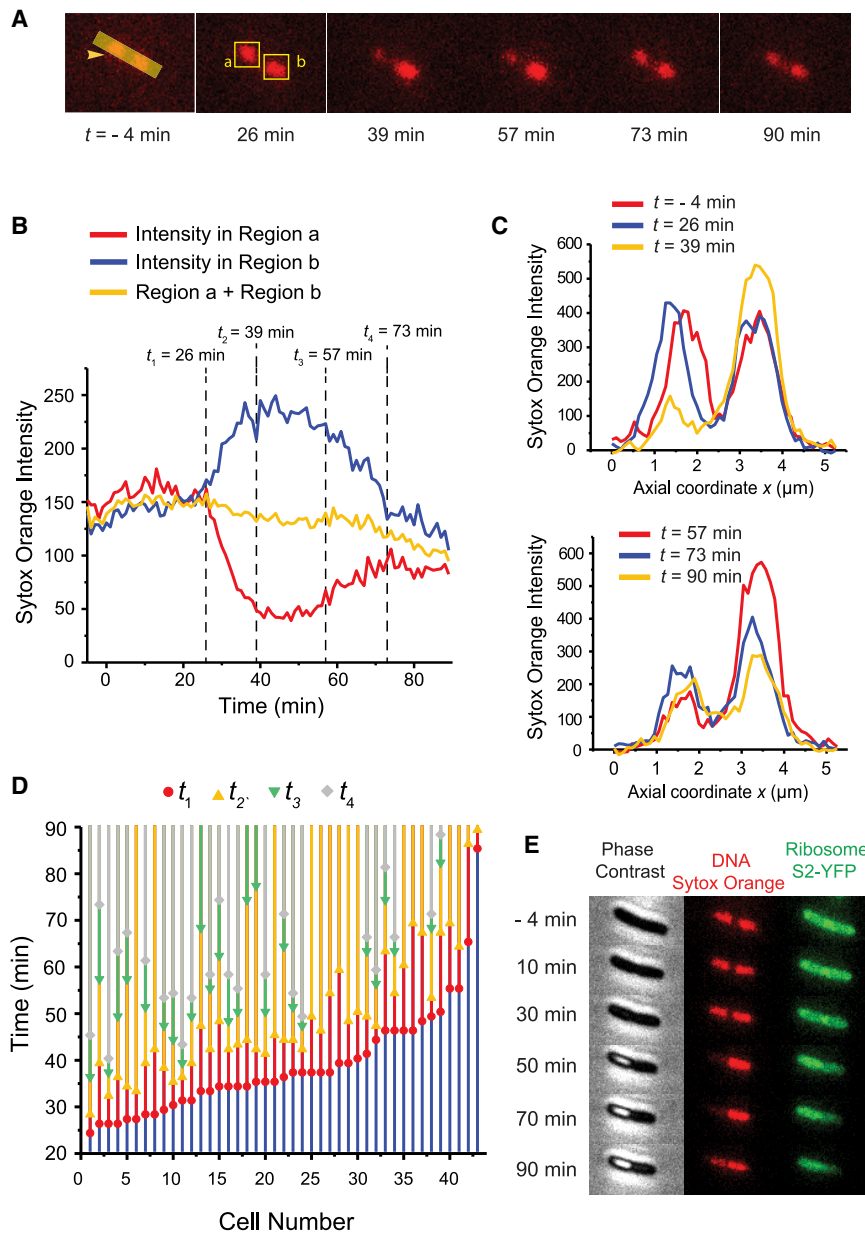 A
a
b
t = - 4 min
26 min
39 min
57 min
73 min
90 min
B
Intensity in Region a
Intensity in Region b
Region a + Region b
t1 = 26 min
t2 = 39 min
t3 = 57 min
t4 = 73 min
Sytox Orange Intensity
250
200
150
100
50
0
0
20
40
60
80
Time (min)
C
t = - 4 min
t = 26 min
t = 39 min
Sytox Orange Intensity
600
500
400
300
200
100
0
0
1
2
3
4
5
Axial coordinate x (µm)
t = 57 min
t = 73 min
t = 90 min
Sytox Orange Intensity
600
500
400
300
200
100
0
0
1
2
3
4
5
Axial coordinate x (µm)
D
t1
t2`
t3
t4
Time (min)
90
80
70
60
50
40
30
20
0
5
10
15
20
25
30
35
40
Cell Number
E
Phase
Contrast
DNA
Sytox Orange
Ribosome
S2-YFP
- 4 min
10 min
30 min
50 min
70 min
90 min